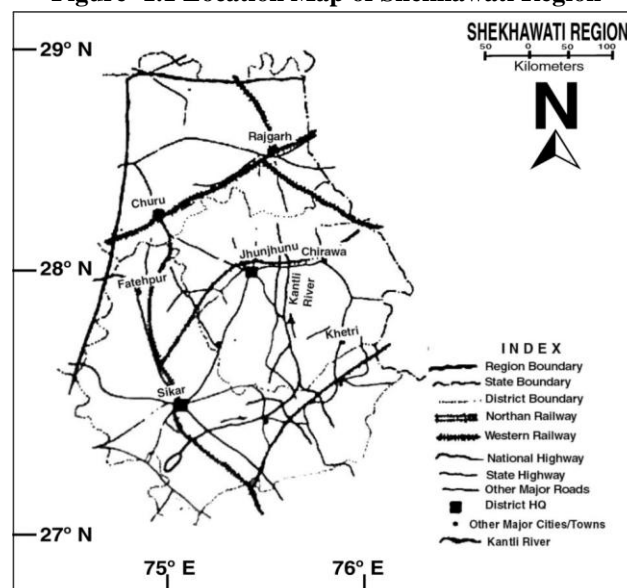 Figure 1.1 Location Map of Shekhawati Region
SHEKHAWATI REGION
50 0 50 100
Kilometers
N
29° N
Rajgarh
Churu
Jhunjhunu
Chirawa
28° N
Fatehpur
Kantli
River
Khetri
Sikar
INDEX
Region Boundary
State Boundary
District Boundary
Northan Railway
Western Railway
National Highway
State Highway
Other Major Roads
District HQ
Other Major Cities/Towns
Kantli River
27° N
75° E
76° E